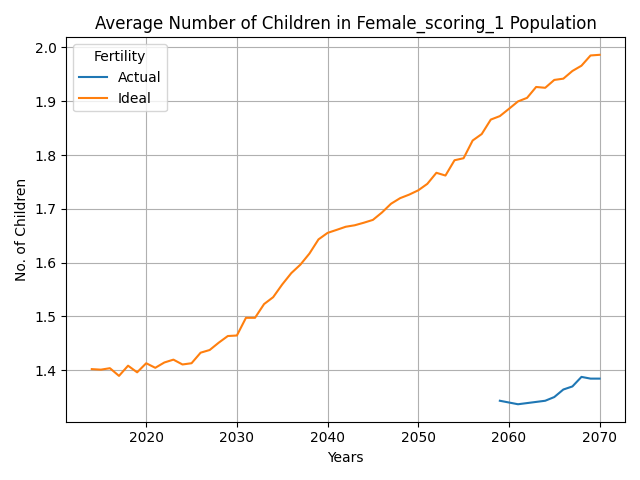 Average Number of Children in Female_scoring_1 Population
Fertility
Actual
Ideal
No. of Children
2.0
1.9
1.8
1.7
1.6
1.5
1.4
2020 2030 2040 2050 2060 2070
Years